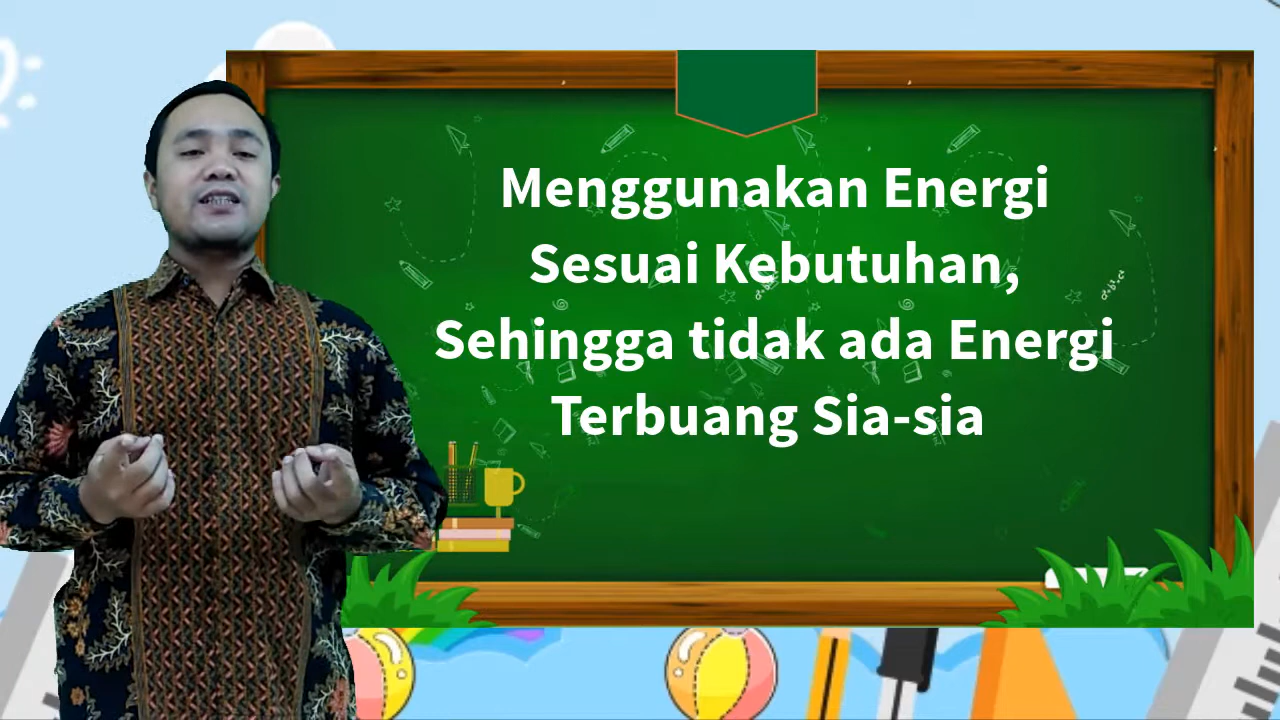 Menggunakan Energi
Sesuai Kebutuhan,
Sehingga tidak ada Energi
Terbuang Sia-sia